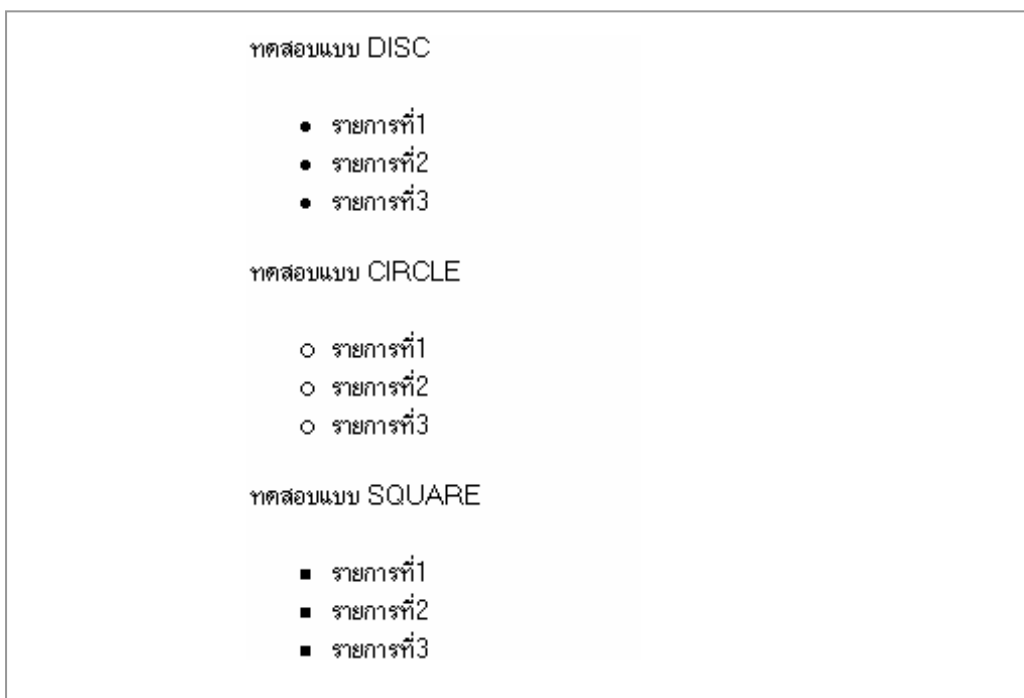 ทดสอบแบบ DISC
• รายการที่1
• รายการที่2
• รายการที่3
ทดสอบแบบ CIRCLE
○ รายการที่1
○ รายการที่2
○ รายการที่3
ทดสอบแบบ SQUARE
▪ รายการที่1
▪ รายการที่2
▪ รายการที่3